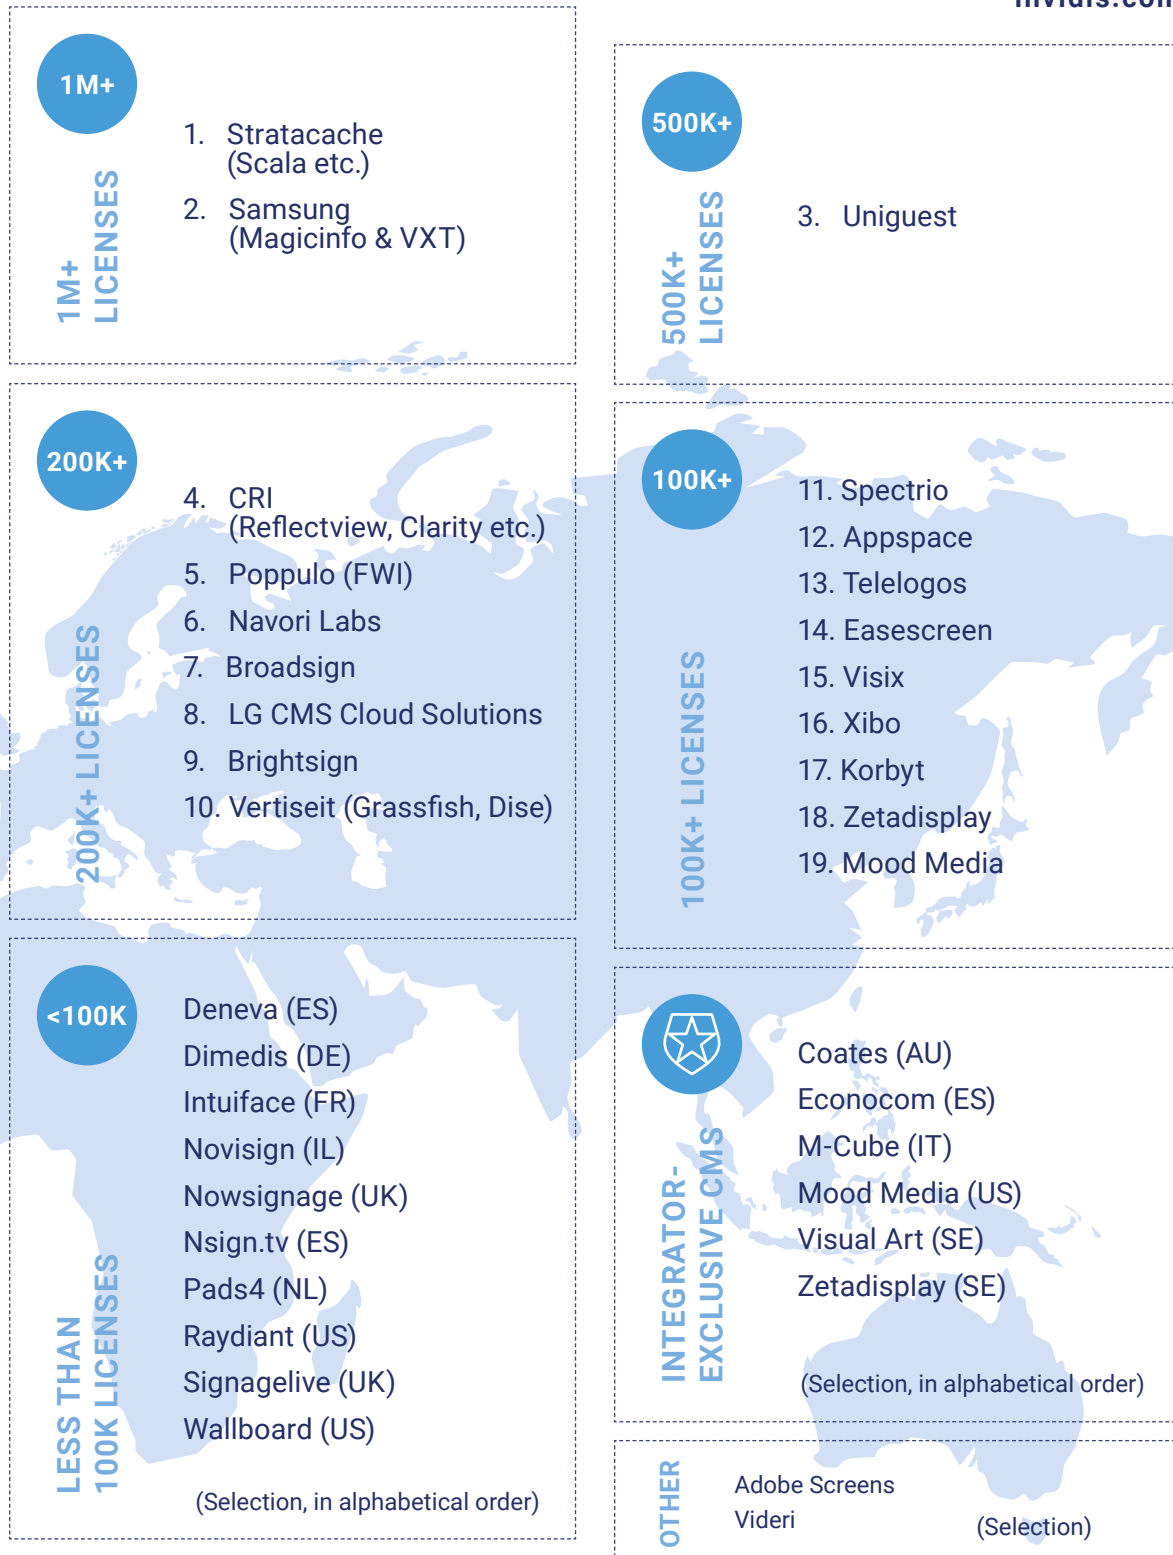 invidis.com
1M+
1M+
LICENSES
1. Stratacache
(Scala etc.)
2. Samsung
(Magicinfo & VXT)
500K+
500K+
LICENSES
3. Uniguest
200K+
200K+ LICENSES
4. CRI
(Reflectview, Clarity etc.)
5. Poppulo (FWI)
6. Navori Labs
7. Broadsign
8. LG CMS Cloud Solutions
9. Brightsign
10. Vertiseit (Grassfish, Dise)
100K+
100K+ LICENSES
11. Spectrio
12. Appspace
13. Telelogos
14. Easescreen
15. Visix
16. Xibo
17. Korbyt
18. Zetadisplay
19. Mood Media
<100K
LESS THAN
100K LICENSES
Deneva (ES)
Dimedis (DE)
Intuiface (FR)
Novisign (IL)
Nowsignage (UK)
Nsign.tv (ES)
Pads4 (NL)
Raydiant (US)
Signagelive (UK)
Wallboard (US)
(Selection, in alphabetical order)
INTEGRATOR-
EXCLUSIVE CMS
Coates (AU)
Econocom (ES)
M-Cube (IT)
Mood Media (US)
Visual Art (SE)
Zetadisplay (SE)
(Selection, in alphabetical order)
OTHER
Adobe Screens
Videri
(Selection)